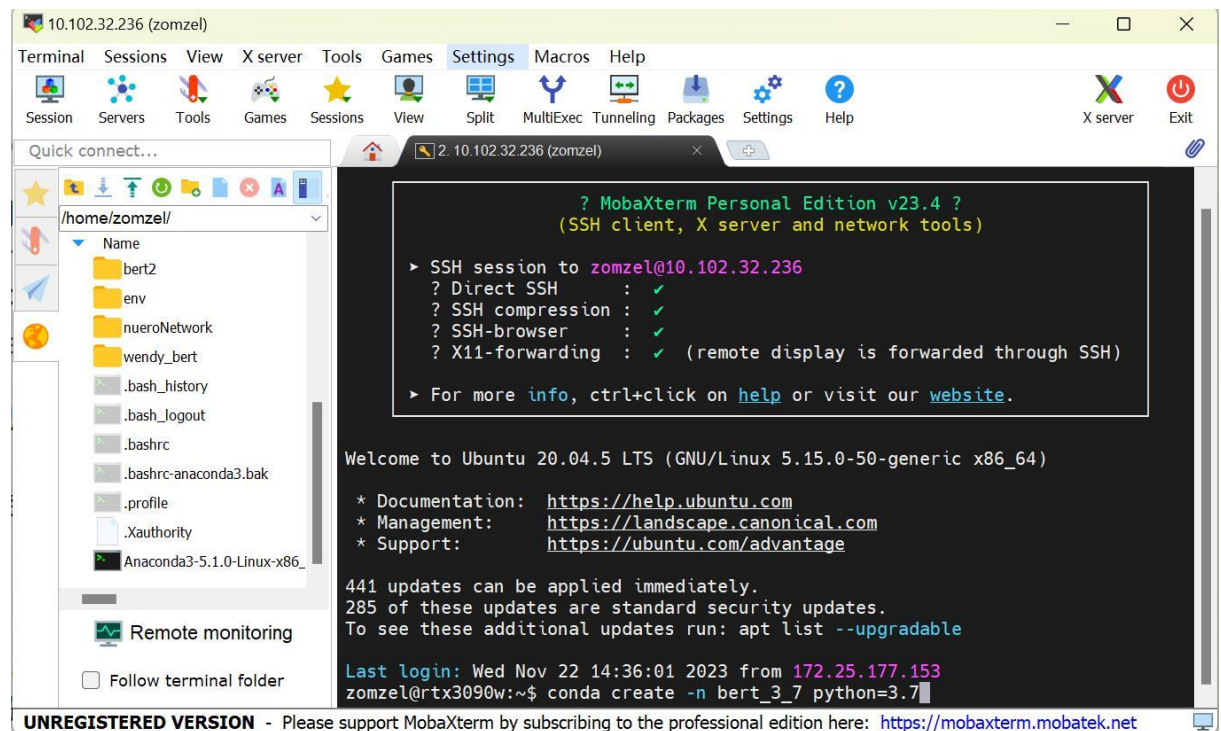 10.102.32.236 (zomzel)
Terminal Sessions View X server Tools Games Settings Macros Help
Session Servers Tools Games Sessions View Split MultiExec Tunneling Packages Settings Help X server Exit
Quick connect...
2. 10.102.32.236 (zomzel)
/home/zomzel/
Name
bert2
env
nueroNetwork
wendy_bert
.bash_history
.bash_logout
.bashrc
.bashrc-anaconda3.bak
.profile
.Xauthority
Anaconda3-5.1.0-Linux-x86_
Remote monitoring
Follow terminal folder
? MobaXterm Personal Edition v23.4 ?
(SSH client, X server and network tools)
➤ SSH session to zomzel@10.102.32.236
? Direct SSH : ✔
? SSH compression : ✔
? SSH-browser : ✔
? X11-forwarding : ✔ (remote display is forwarded through SSH)
➤ For more info, ctrl+click on help or visit our website.
Welcome to Ubuntu 20.04.5 LTS (GNU/Linux 5.15.0-50-generic x86_64)
* Documentation: https://help.ubuntu.com
* Management: https://landscape.canonical.com
* Support: https://ubuntu.com/advantage
441 updates can be applied immediately.
285 of these updates are standard security updates.
To see these additional updates run: apt list --upgradable
Last login: Wed Nov 22 14:36:01 2023 from 172.25.177.153
zomzel@rtx3090w:~$ conda create -n bert_3_7 python=3.7
UNREGISTERED VERSION - Please support MobaXterm by subscribing to the professional edition here: https://mobaxterm.mobatek.net